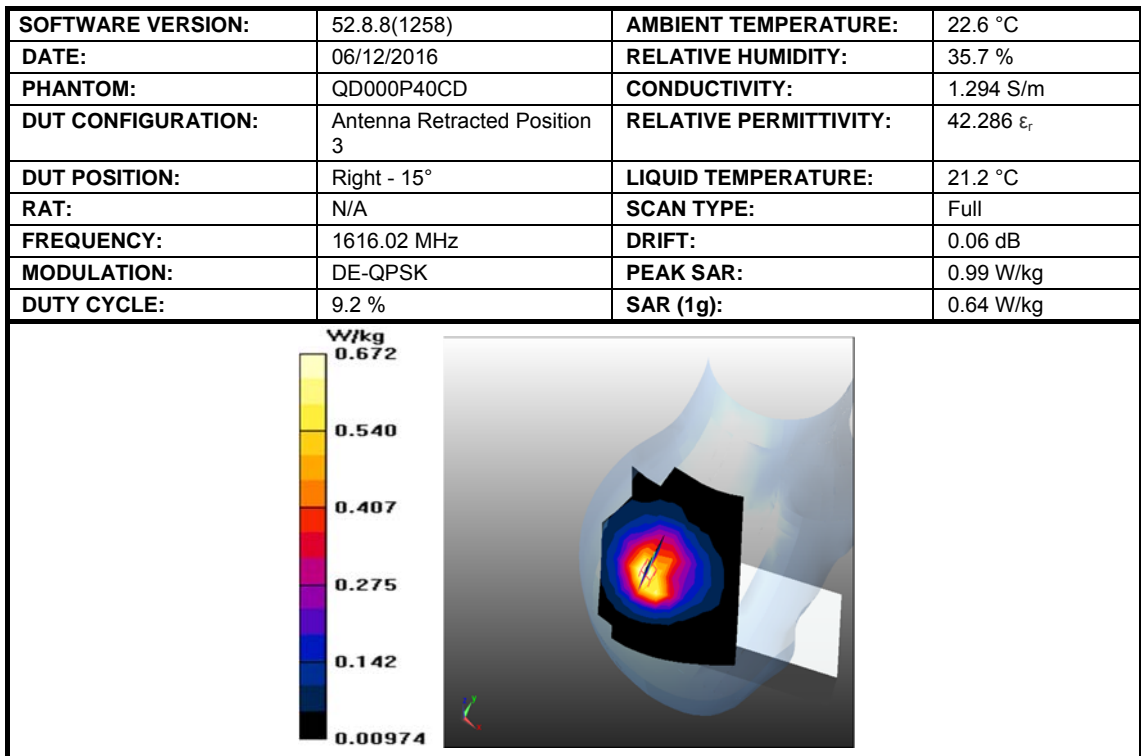 SOFTWARE VERSION: 52.8.8(1258) AMBIENT TEMPERATURE: 22.6 °C
DATE: 06/12/2016 RELATIVE HUMIDITY: 35.7 %
PHANTOM: QD000P40CD CONDUCTIVITY: 1.294 S/m
DUT CONFIGURATION: Antenna Retracted Position RELATIVE PERMITTIVITY: 42.286 εr
3
DUT POSITION: Right - 15° LIQUID TEMPERATURE: 21.2 °C
RAT: N/A SCAN TYPE: Full
FREQUENCY: 1616.02 MHz DRIFT: 0.06 dB
MODULATION: DE-QPSK PEAK SAR: 0.99 W/kg
DUTY CYCLE: 9.2 % SAR (1g): 0.64 W/kg
W/kg
0.672
0.540
0.407
0.275
0.142
0.00974